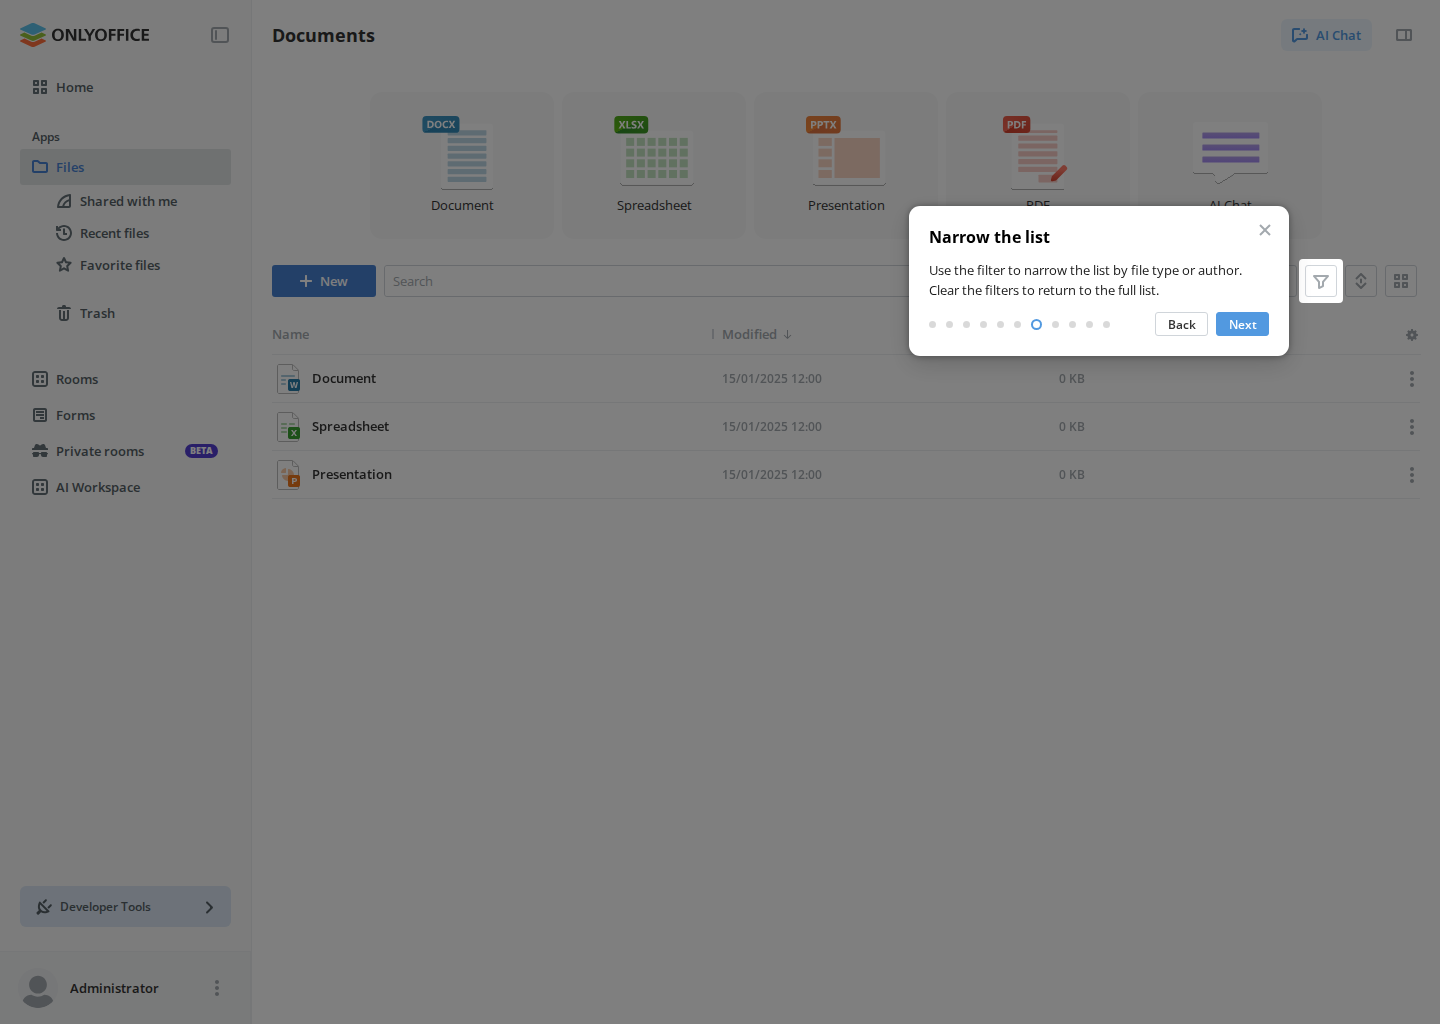 ONLYOFFICE
Documents
AI Chat
Home
Apps
Files
Shared with me
Recent files
Favorite files
Trash
Rooms
Forms
Private rooms BETA
AI Workspace
Developer Tools
Administrator
DOCX
Document
XLSX
Spreadsheet
PPTX
Presentation
PDF
PDF
AI Chat
Narrow the list
Use the filter to narrow the list by file type or author.
Clear the filters to return to the full list.
Back
Next
New
Search
Name Modified
W Document 15/01/2025 12:00 0 KB
X Spreadsheet 15/01/2025 12:00 0 KB
P Presentation 15/01/2025 12:00 0 KB